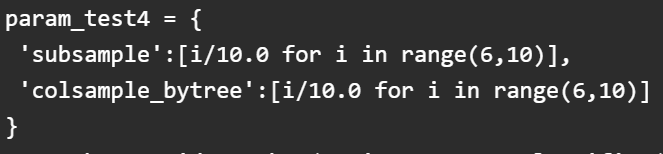 param_test4 = {
 'subsample':[i/10.0 for i in range(6,10)],
 'colsample_bytree':[i/10.0 for i in range(6,10)]
}